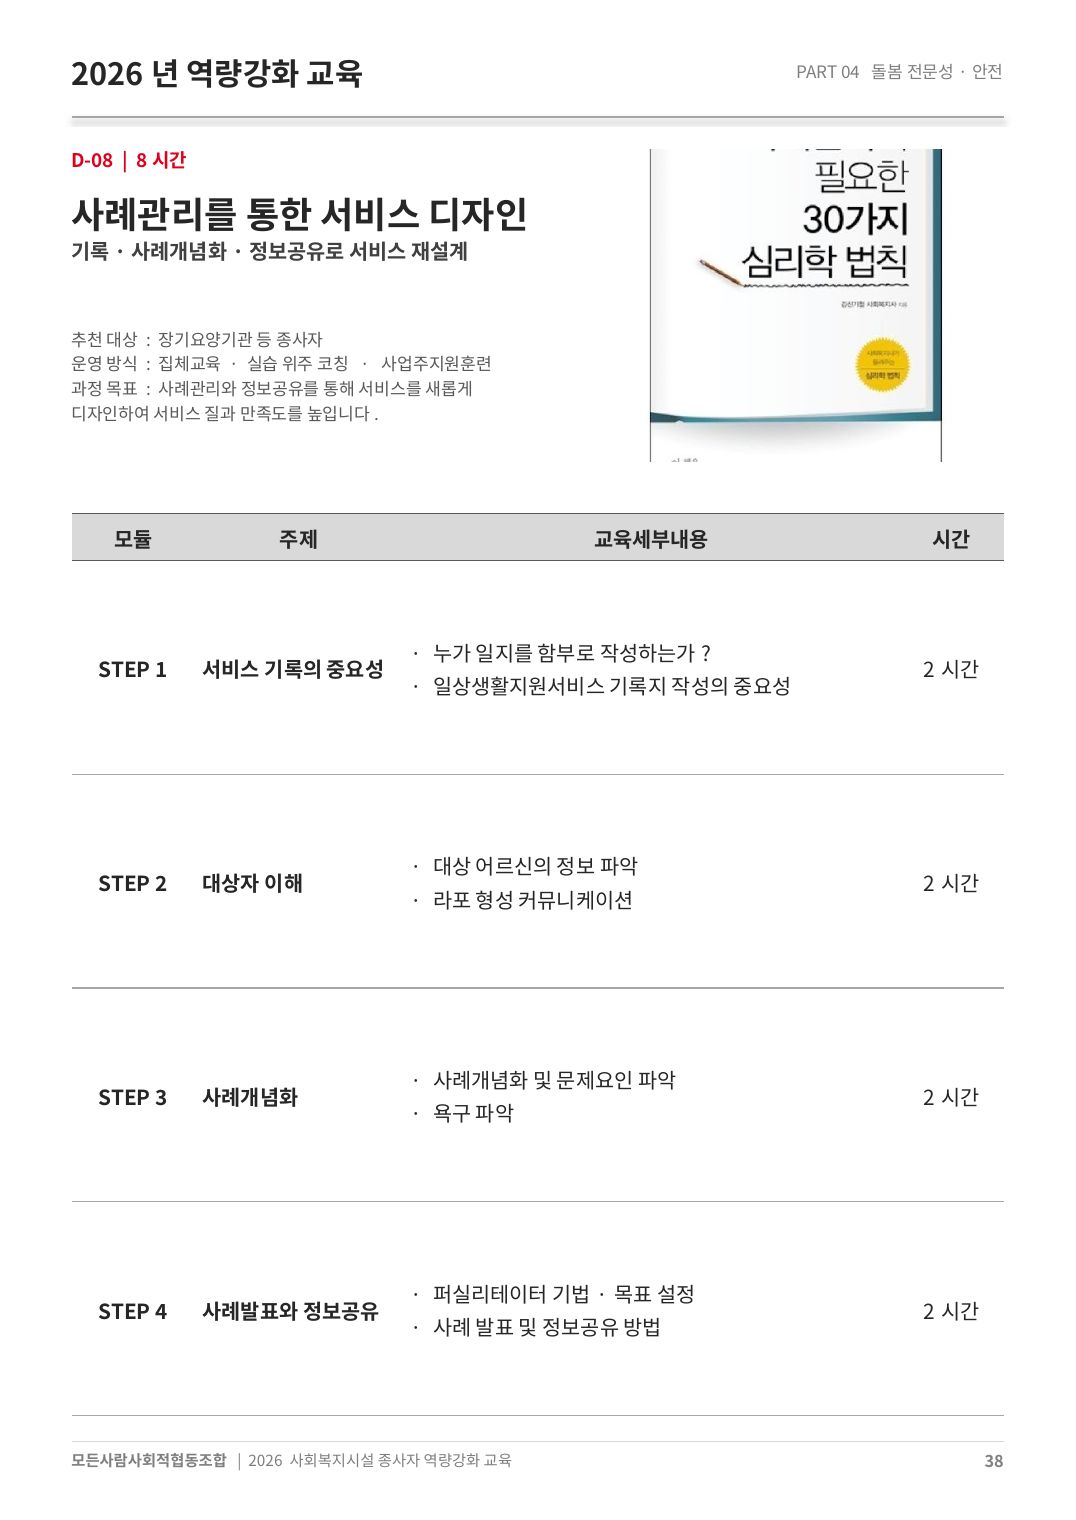 2026 년 역량강화 교육
PART 04 돌봄 전문성 · 안전
D-08 | 8 시간
사례관리를 통한 서비스 디자인
기록 · 사례개념화 · 정보공유로 서비스 재설계
추천 대상 : 장기요양기관 등 종사자
운영 방식 : 집체교육 · 실습 위주 코칭 · 사업주지원훈련
과정 목표 : 사례관리와 정보공유를 통해 서비스를 새롭게
디자인하여 서비스 질과 만족도를 높입니다 .
필요한
30가지
심리학 법칙
심리학 법칙
모듈 주제 교육세부내용 시간
STEP 1 서비스 기록의 중요성
· 누가 일지를 함부로 작성하는가 ?
· 일상생활지원서비스 기록지 작성의 중요성
2 시간
STEP 2 대상자 이해
· 대상 어르신의 정보 파악
· 라포 형성 커뮤니케이션
2 시간
STEP 3 사례개념화
· 사례개념화 및 문제요인 파악
· 욕구 파악
2 시간
STEP 4 사례발표와 정보공유
· 퍼실리테이터 기법 · 목표 설정
· 사례 발표 및 정보공유 방법
2 시간
모든사람사회적협동조합 | 2026 사회복지시설 종사자 역량강화 교육
38